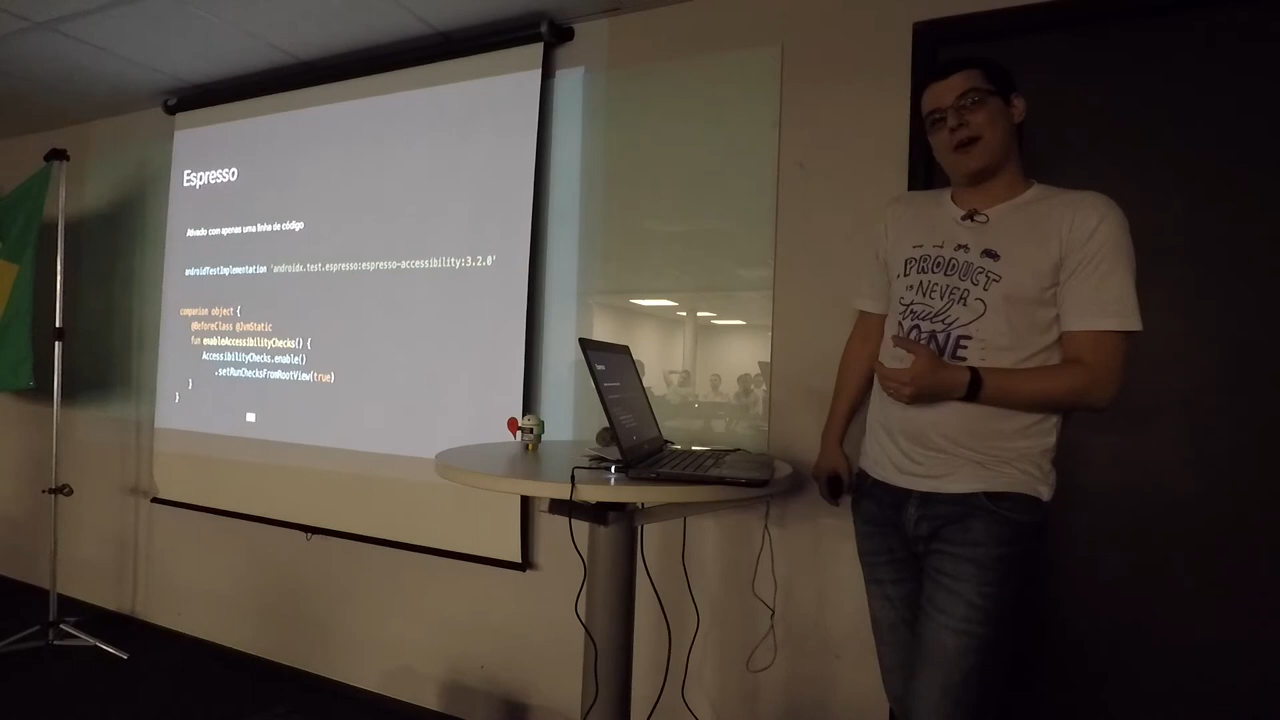 Espresso
Ativado com apenas uma linha de código
androidTestImplementation 'androidx.test.espresso:espresso-accessibility:3.2.0'
companion object {
@BeforeClass @JvmStatic
fun enableAccessibilityChecks() {
AccessibilityChecks.enable()
.setRunChecksFromRootView(true)
}
}
PRODUCT
IS NEVER
truly
DONE